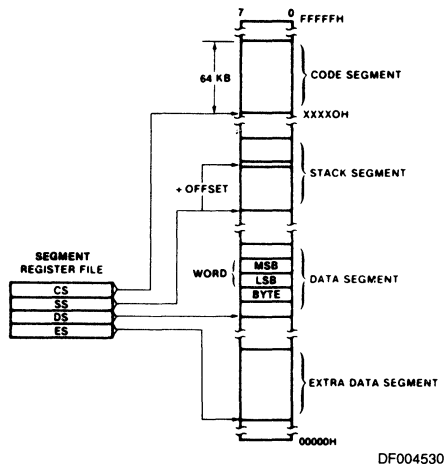 7 0
FFFFFH
64 KB
CODE SEGMENT
XXXXOH
STACK SEGMENT
+ OFFSET
SEGMENT
REGISTER FILE
CS
SS
DS
ES
WORD
MSB
LSB
BYTE
DATA SEGMENT
EXTRA DATA SEGMENT
00000H
DF004530